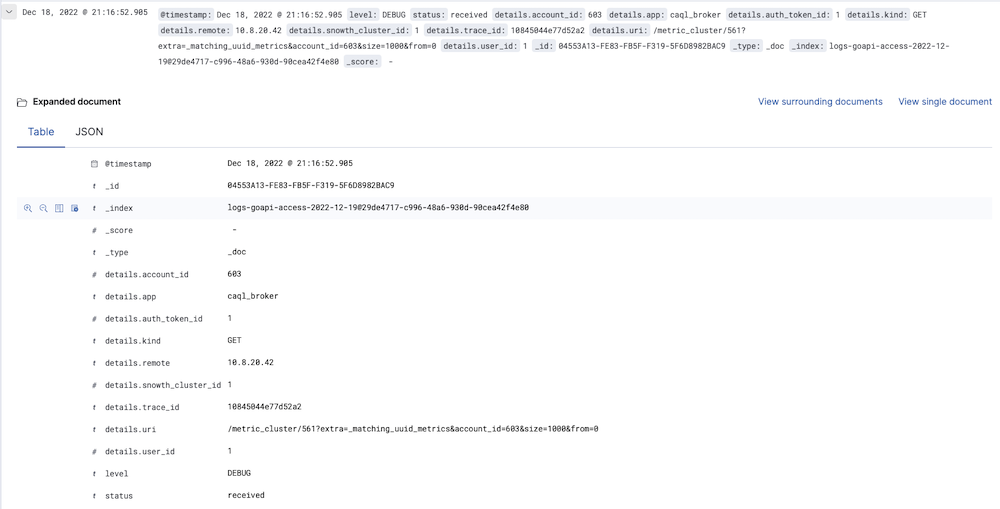 Dec 18, 2022 @ 21:16:52.905
@timestamp: Dec 18, 2022 @ 21:16:52.905 level: DEBUG status: received details.account_id: 603 details.app: caql_broker details.auth_token_id: 1 details.kind: GET
details.remote: 10.8.20.42 details.snowth_cluster_id: 1 details.trace_id: 10845044e77d52a2 details.uri: /metric_cluster/561?
extra=_matching_uuid_metrics&account_id=603&size=1000&from=0 details.user_id: 1 _id: 04553A13-FE83-FB5F-F319-5F6D8982BAC9 _type: _doc _index: logs-goapi-access-2022-12-
19@29de4717-c996-48a6-930d-90cea42f4e80 _score: -
Expanded document
View surrounding documents View single document
Table JSON
@timestamp Dec 18, 2022 @ 21:16:52.905
t _id 04553A13-FE83-FB5F-F319-5F6D8982BAC9
t _index logs-goapi-access-2022-12-19@29de4717-c996-48a6-930d-90cea42f4e80
# _score -
t _type _doc
# details.account_id 603
t details.app caql_broker
# details.auth_token_id 1
t details.kind GET
t details.remote 10.8.20.42
# details.snowth_cluster_id 1
t details.trace_id 10845044e77d52a2
t details.uri /metric_cluster/561?extra=_matching_uuid_metrics&account_id=603&size=1000&from=0
# details.user_id 1
t level DEBUG
t status received